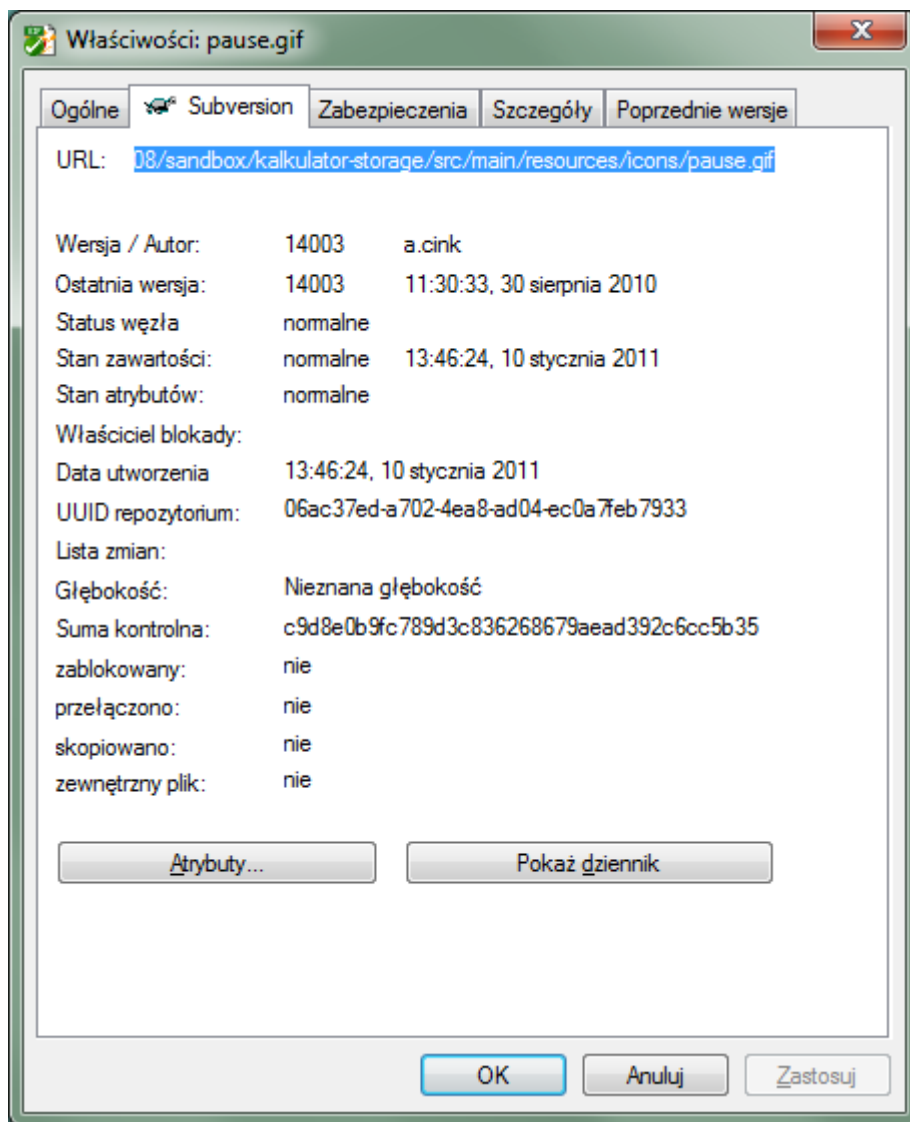 Właściwości: pause.gif
Ogólne Subversion Zabezpieczenia Szczegóły Poprzednie wersje
URL: 08/sandbox/kalkulator-storage/src/main/resources/icons/pause.gif
Wersja / Autor: 14003 a.cink
Ostatnia wersja: 14003 11:30:33, 30 sierpnia 2010
Status węzła normalne
Stan zawartości: normalne 13:46:24, 10 stycznia 2011
Stan atrybutów: normalne
Właściciel blokady:
Data utworzenia 13:46:24, 10 stycznia 2011
UUID repozytorium: 06ac37ed-a702-4ea8-ad04-ec0a7feb7933
Lista zmian:
Głębokość: Nieznana głębokość
Suma kontrolna: c9d8e0b9fc789d3c836268679aead392c6cc5b35
zablokowany: nie
przełączono: nie
skopiowano: nie
zewnętrzny plik: nie
Atrybuty... Pokaż dziennik
OK Anuluj Zastosuj